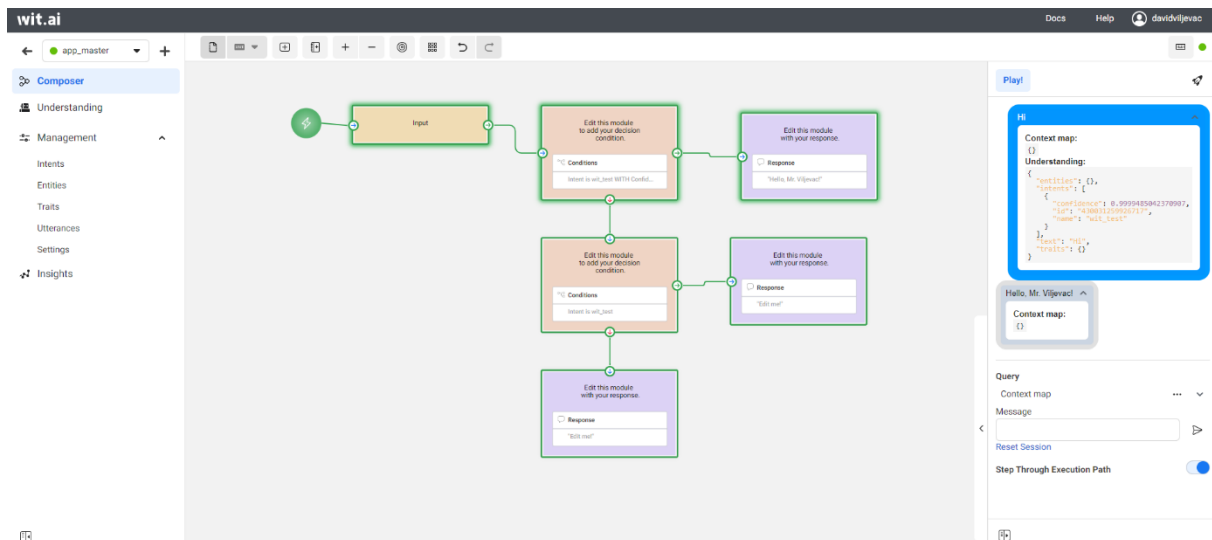 wit.ai
Docs
Help
davidviljevac
app_master
Composer
Understanding
Management
Intents
Entities
Traits
Utterances
Settings
Insights
Input
Edit this module
to add your decision
condition.
Conditions
Intent is wit_test WITH Confid...
Edit this module
with your response.
Response
"Hello, Mr. Viljevac!"
Edit this module
to add your decision
condition.
Conditions
Intent is wit_test
Edit this module
with your response.
Response
"Edit me!"
Edit this module
with your response.
Response
"Edit me!"
Play!
Hi
Context map:
{}
Understanding:
{
"entities": {},
"intents": [
{
"confidence": 0.9999485042370987,
"id": "430031259926717",
"name": "wit_test"
}
],
"text": "Hi",
"traits": {}
}
Hello, Mr. Viljevac!
Context map:
{}
Query
Context map
Message
Reset Session
Step Through Execution Path